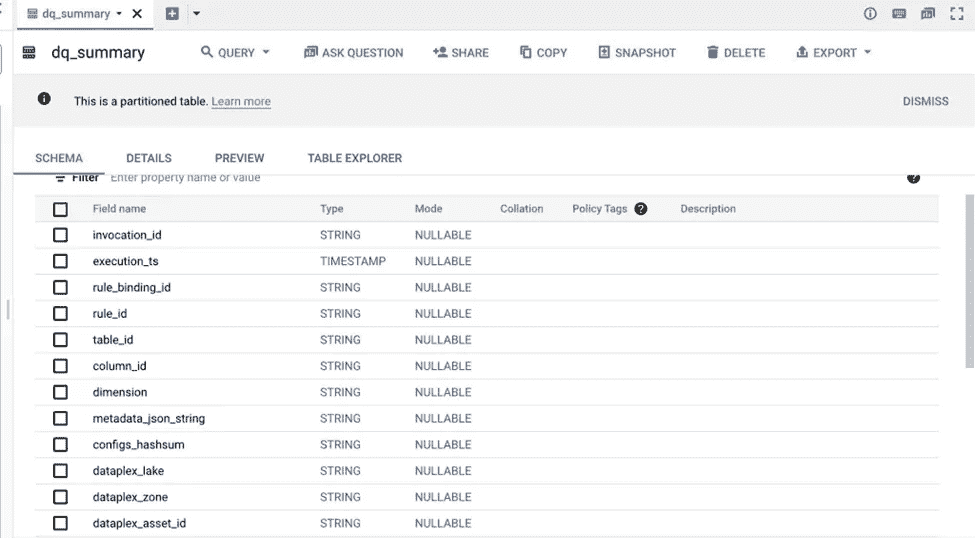 dq_summary
dq_summary QUERY ASK QUESTION SHARE COPY SNAPSHOT DELETE EXPORT
This is a partitioned table. Learn more DISMISS
SCHEMA DETAILS PREVIEW TABLE EXPLORER
Filter Enter property name or value
Field name Type Mode Collation Policy Tags Description
invocation_id STRING NULLABLE
execution_ts TIMESTAMP NULLABLE
rule_binding_id STRING NULLABLE
rule_id STRING NULLABLE
table_id STRING NULLABLE
column_id STRING NULLABLE
dimension STRING NULLABLE
metadata_json_string STRING NULLABLE
configs_hashsum STRING NULLABLE
dataplex_lake STRING NULLABLE
dataplex_zone STRING NULLABLE
dataplex_asset_id STRING NULLABLE